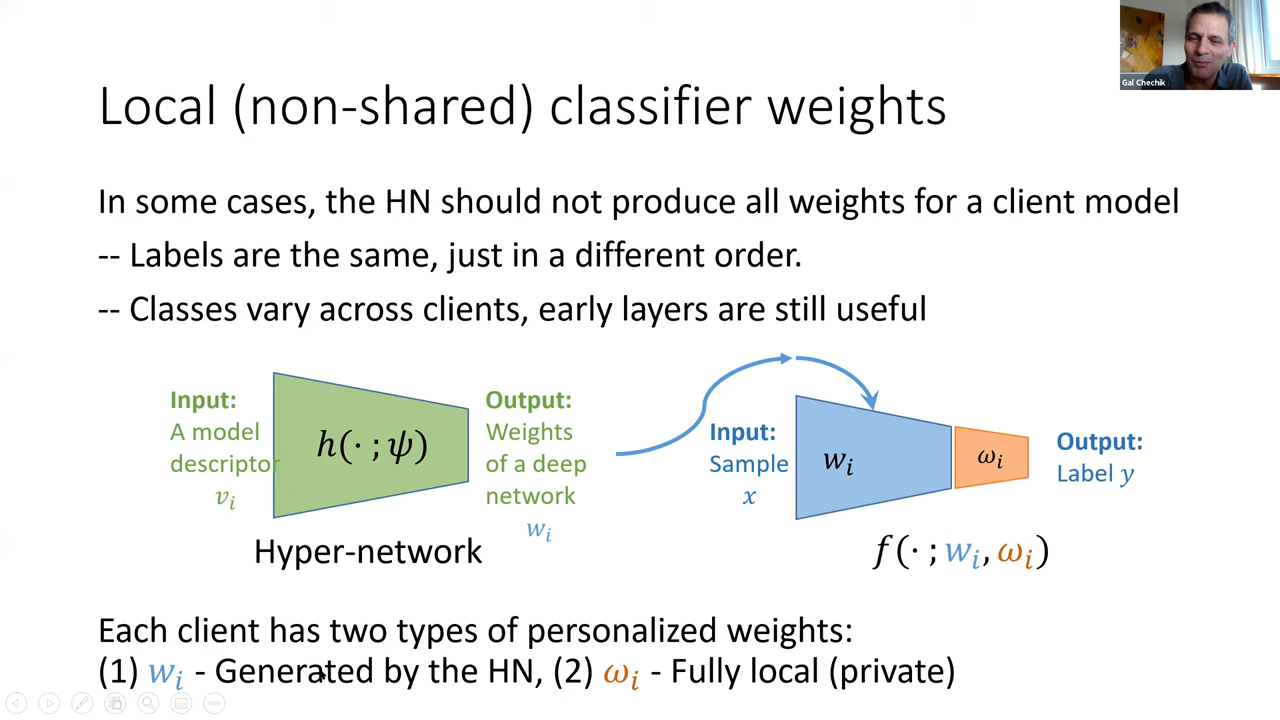 Gal Chechik
Local (non-shared) classifier weights
In some cases, the HN should not produce all weights for a client model
-- Labels are the same, just in a different order.
-- Classes vary across clients, early layers are still useful
Input:
A model
descriptor
vᵢ
h(· ; ψ)
Output:
Weights
of a deep
network
wᵢ
Hyper-network
Input:
Sample
x
wᵢ
ωᵢ
Output:
Label y
f(· ; wᵢ, ωᵢ)
Each client has two types of personalized weights:
(1) wᵢ - Generated by the HN, (2) ωᵢ - Fully local (private)